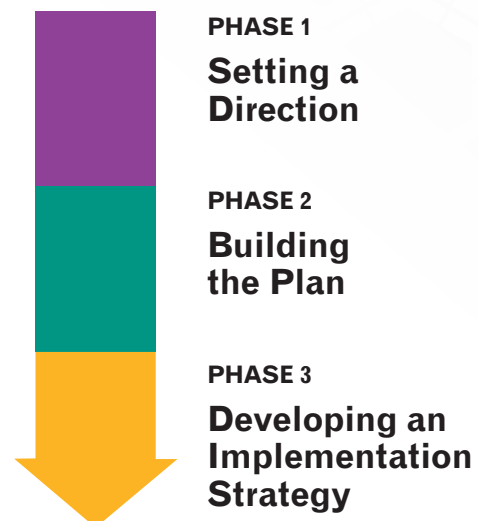 PHASE 1
Setting a
Direction
PHASE 2
Building
the Plan
PHASE 3
Developing an
Implementation
Strategy